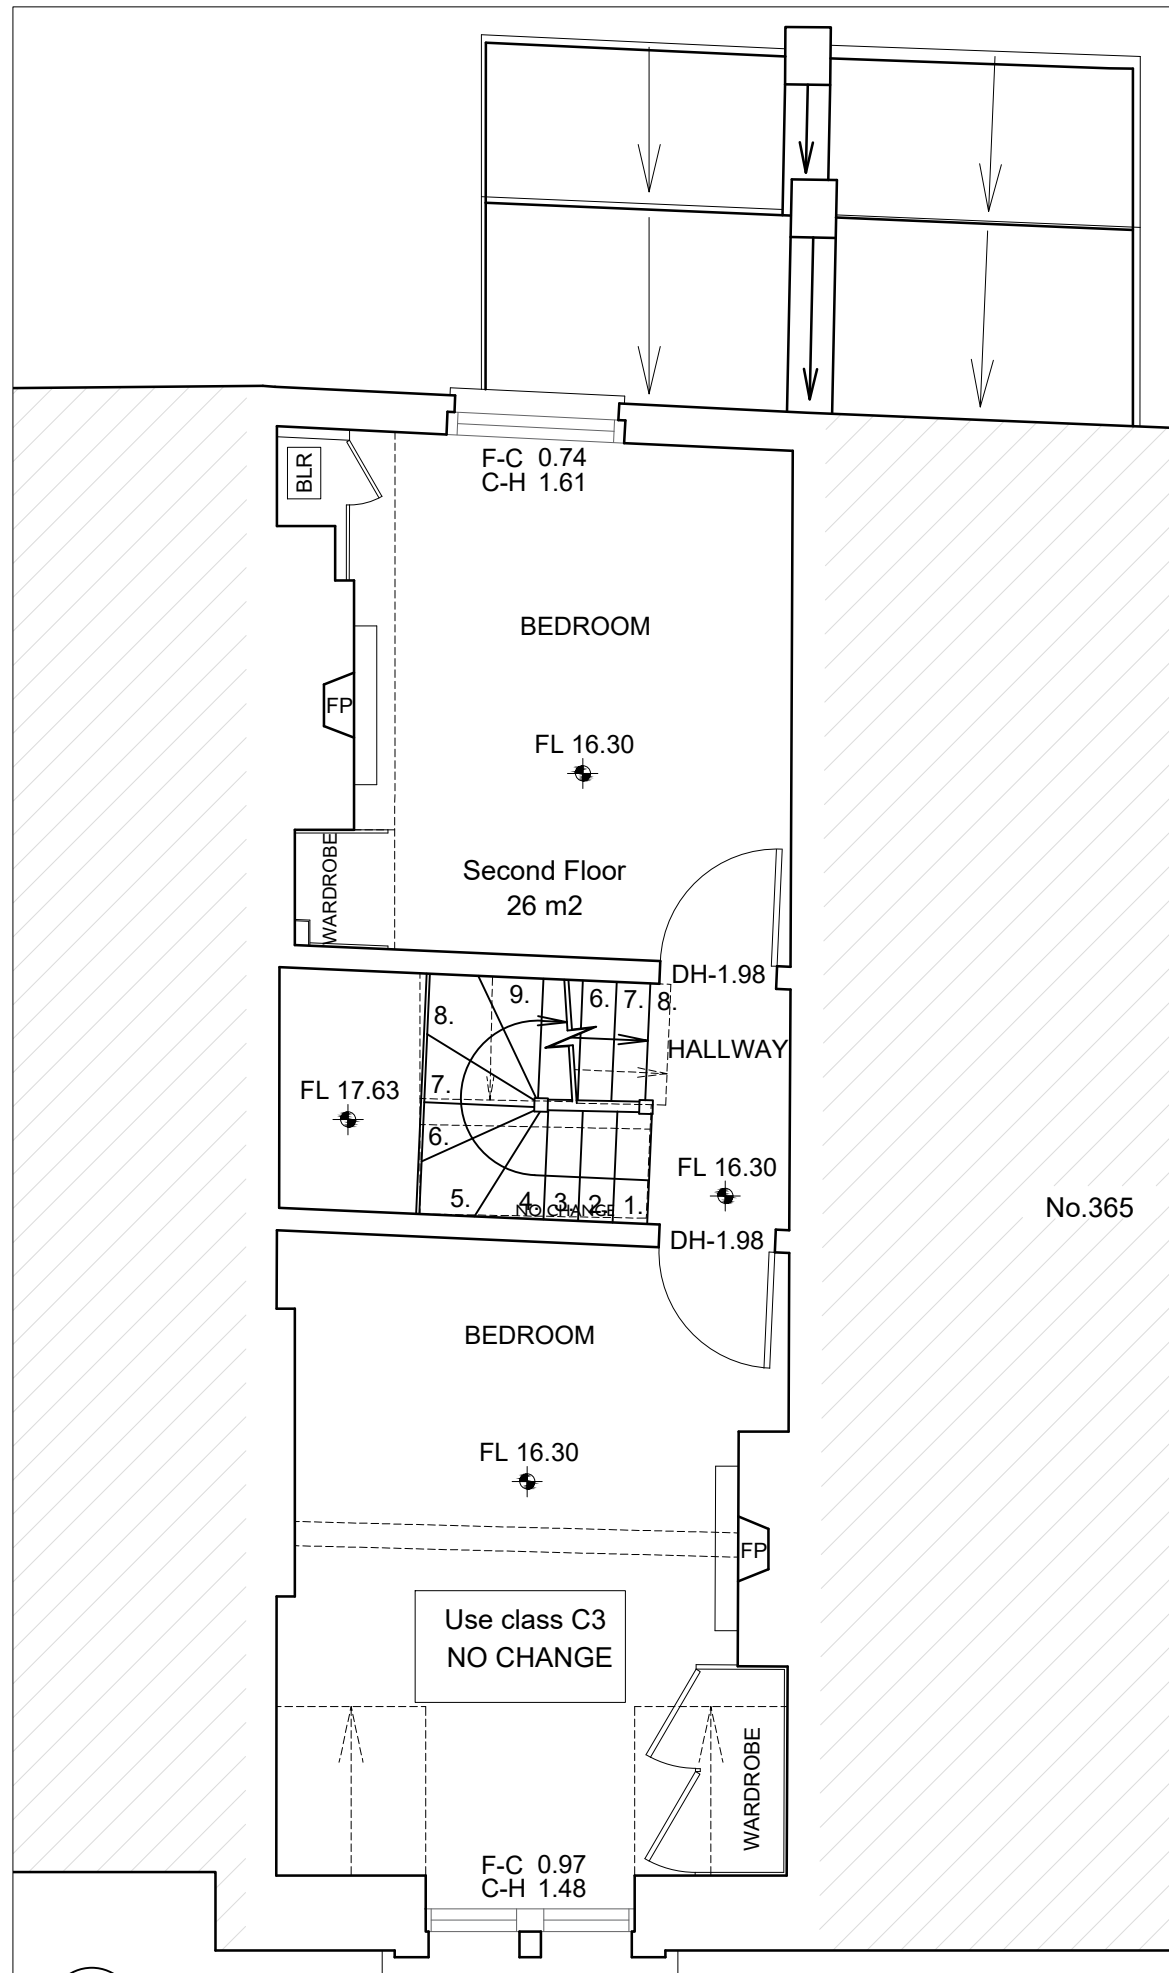 F-C 0.74
C-H 1.61
BLR
BEDROOM
FP
FL 16.30
WARDROBE
Second Floor
26 m2
DH-1.98
9.
6.
7.
8.
8.
HALLWAY
7.
FL 17.63
6.
FL 16.30
5.
4.
3.
2.
1.
NO CHANGE
No.365
DH-1.98
BEDROOM
FL 16.30
FP
Use class C3
NO CHANGE
WARDROBE
F-C 0.97
C-H 1.48